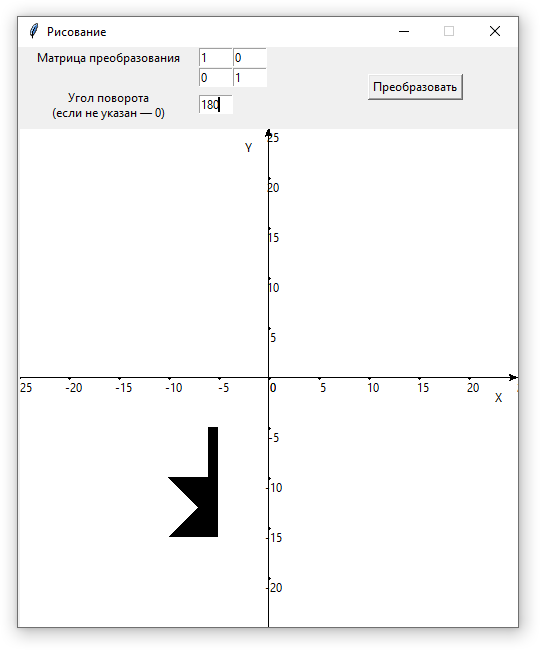 Рисование
Матрица преобразования 1 0
0 1
Преобразовать
Угол поворота 180
(если не указан — 0)
25
Y
20
15
10
5
25 -20 -15 -10 -5 0 5 10 15 20
X
-5
-10
-15
-20